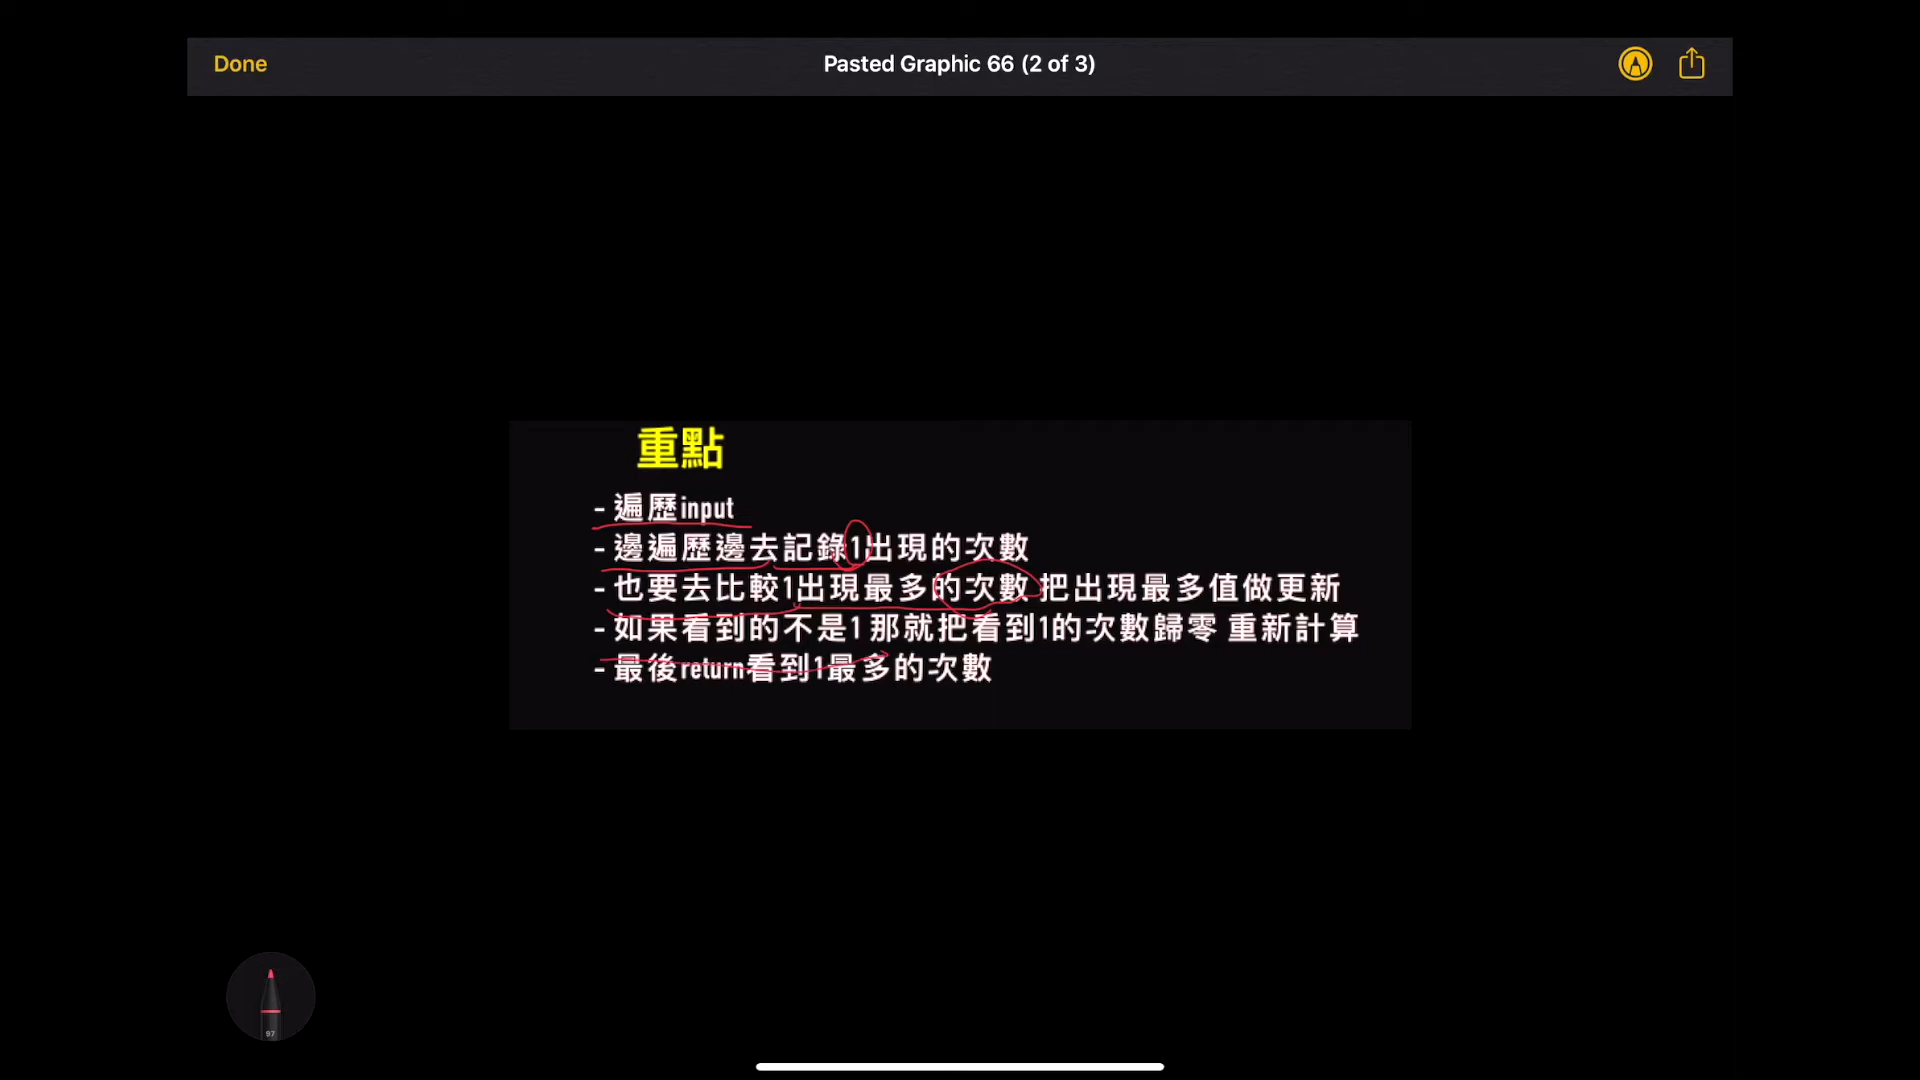 Done
Pasted Graphic 66 (2 of 3)
重點
- 遍歷input
- 邊遍歷邊去記錄1出現的次數
- 也要去比較1出現最多的次數 把出現最多值做更新
- 如果看到的不是1 那就把看到1的次數歸零 重新計算
- 最後return看到1最多的次數
97